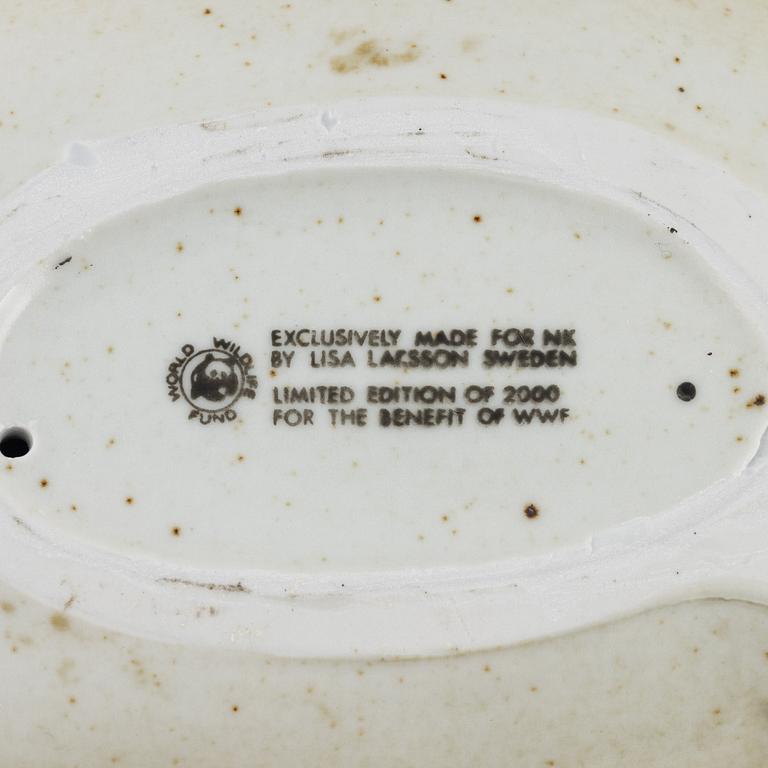 WORLD WILDLIFE FUND
EXCLUSIVELY MADE FOR NK
BY LISA LARSSON SWEDEN
LIMITED EDITION OF 2000
FOR THE BENEFIT OF WWF